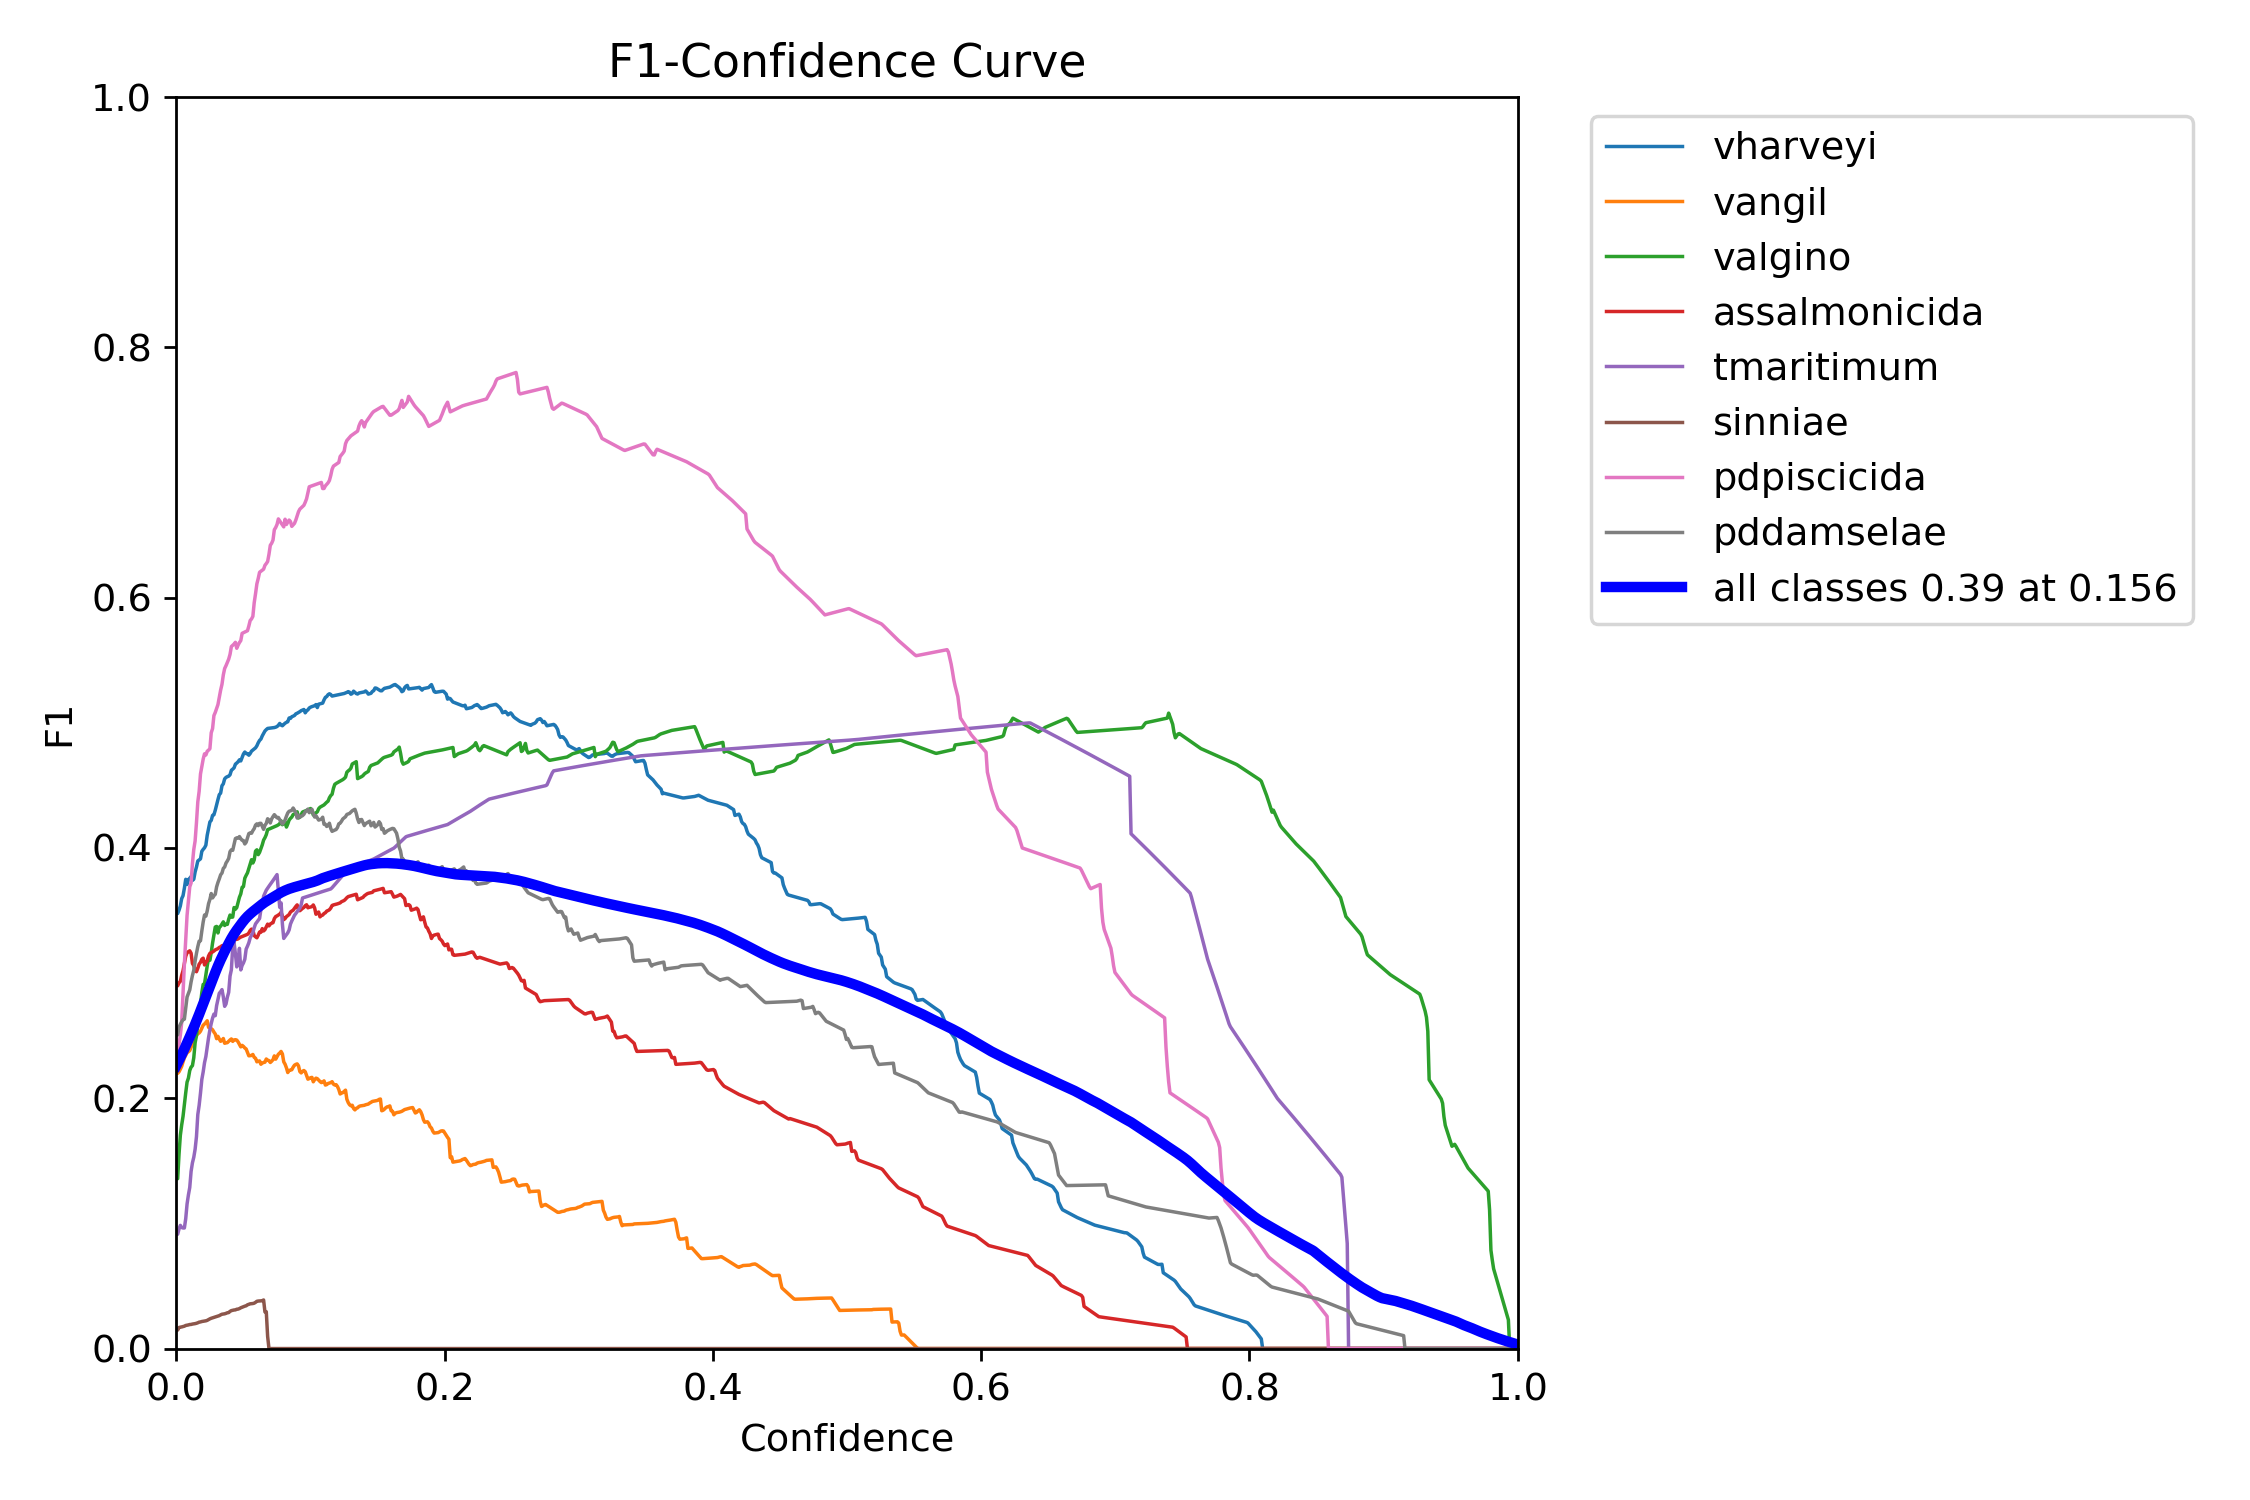 F1-Confidence Curve
1.0
0.8
0.6
0.4
0.2
0.0
F1
0.0 0.2 0.4 0.6 0.8 1.0
Confidence
vharveyi
vangil
valgino
assalmonicida
tmaritimum
sinniae
pdpiscicida
pddamselae
all classes 0.39 at 0.156